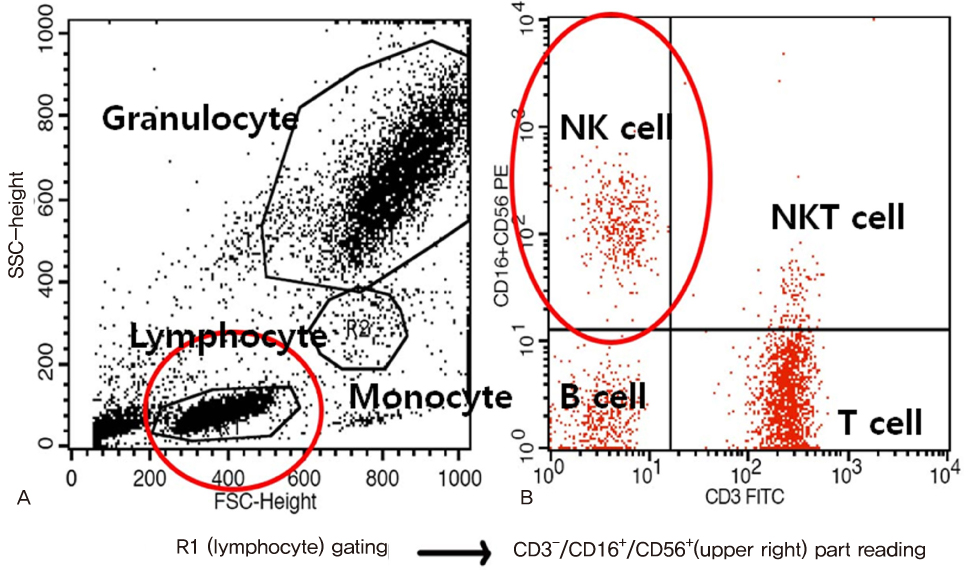 1000
800
600
400
200
0
SSC-height
Granulocyte
Lymphocyte
R2
Monocyte
0 200 400 600 800 1000
FSC-Height
A
10⁴
10³
10²
10¹
10⁰
CD16+CD56 PE
NK cell
NKT cell
B cell
T cell
10⁰ 10¹ 10² 10³ 10⁴
CD3 FITC
B
R1 (lymphocyte) gating
CD3⁻/CD16⁺/CD56⁺(upper right) part reading